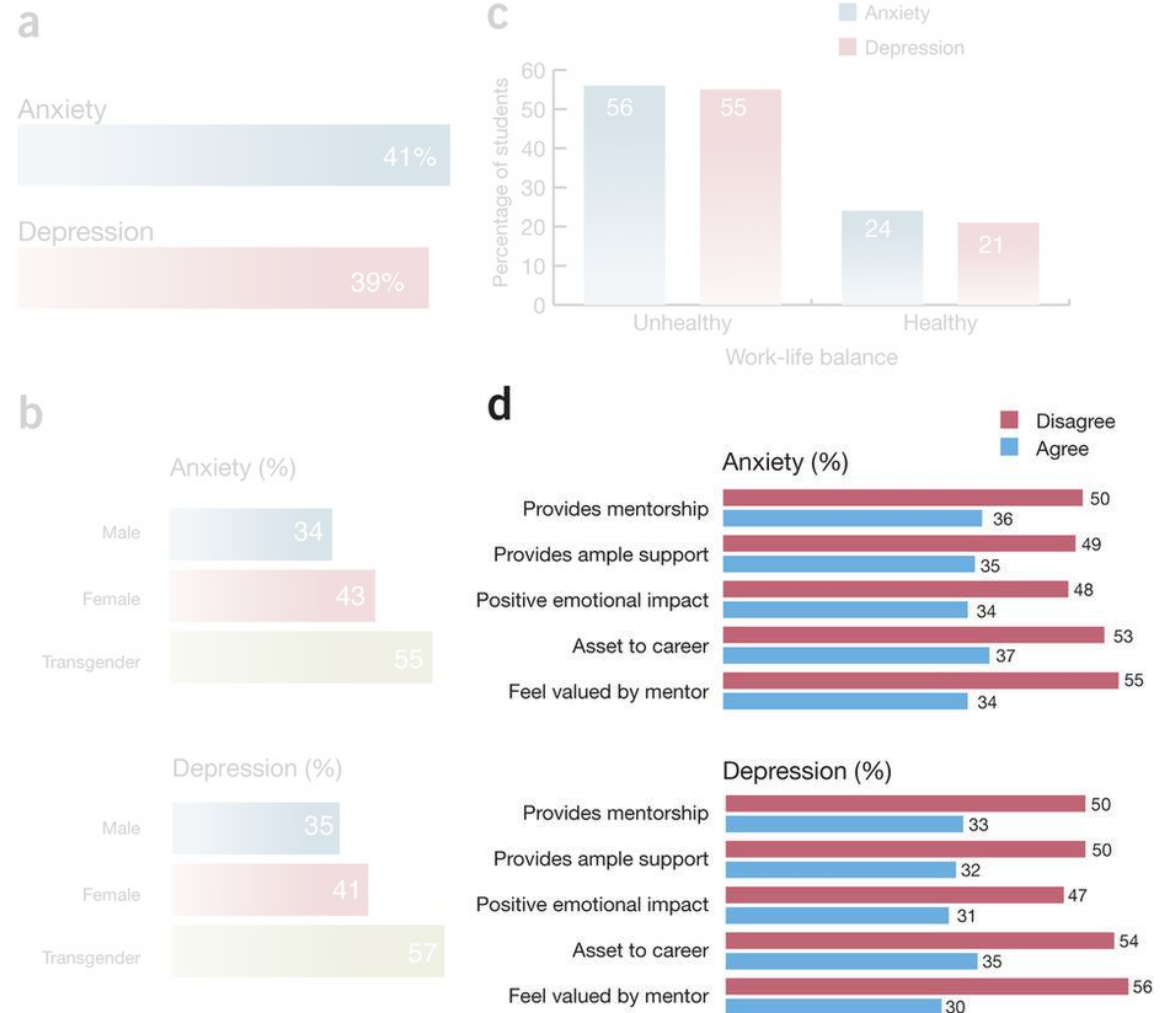 a
Anxiety
41%
Depression
39%
c
Anxiety
Depression
Percentage of students
60
50
40
30
20
10
0
56
55
24
21
Unhealthy
Healthy
Work-life balance
b
Anxiety (%)
Male
34
Female
43
Transgender
55
Depression (%)
Male
35
Female
41
Transgender
57
d
Disagree
Agree
Anxiety (%)
Provides mentorship
50
36
Provides ample support
49
35
Positive emotional impact
48
34
Asset to career
53
37
Feel valued by mentor
55
34
Depression (%)
Provides mentorship
50
33
Provides ample support
50
32
Positive emotional impact
47
31
Asset to career
54
35
Feel valued by mentor
56
30